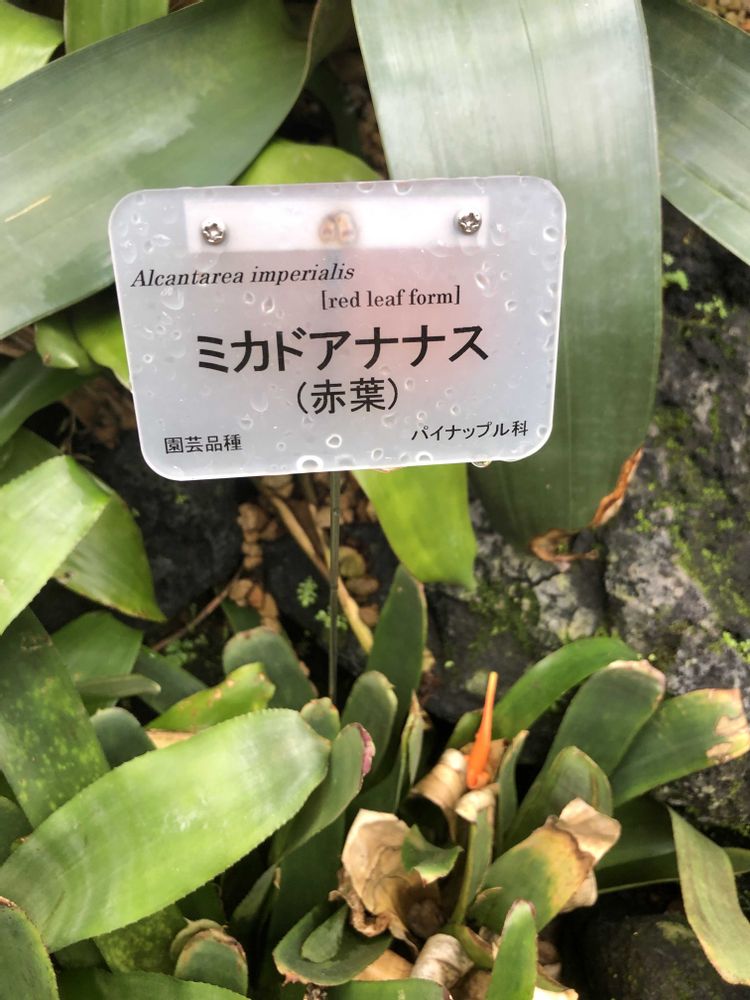 Alcantarea imperialis
[red leaf form]
ミカドアナナス
(赤葉)
園芸品種
パイナップル科